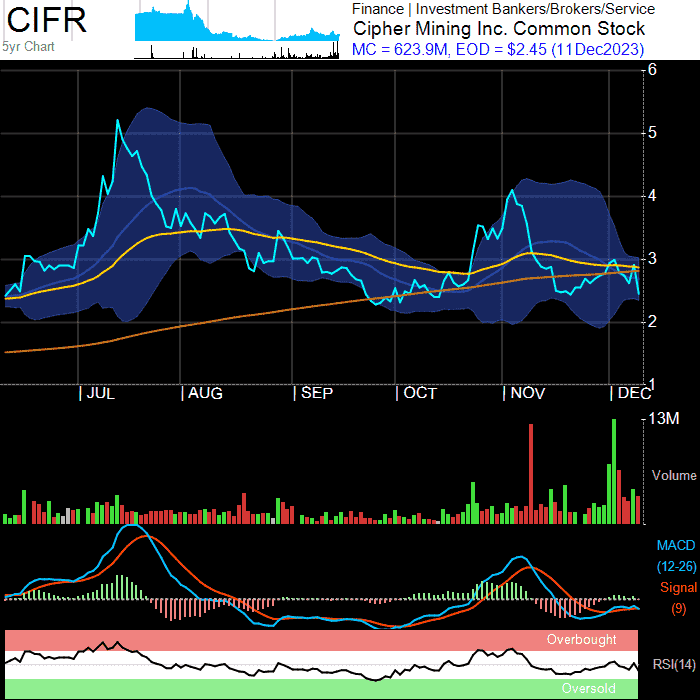 CIFR
5yr Chart
Finance | Investment Bankers/Brokers/Service
Cipher Mining Inc. Common Stock
MC = 623.9M, EOD = $2.45 (11Dec2023)
6
5
4
3
2
1
| JUL
| AUG
| SEP
| OCT
| NOV
| DEC
13M
Volume
MACD
(12-26)
Signal
(9)
Overbought
RSI(14)
Oversold